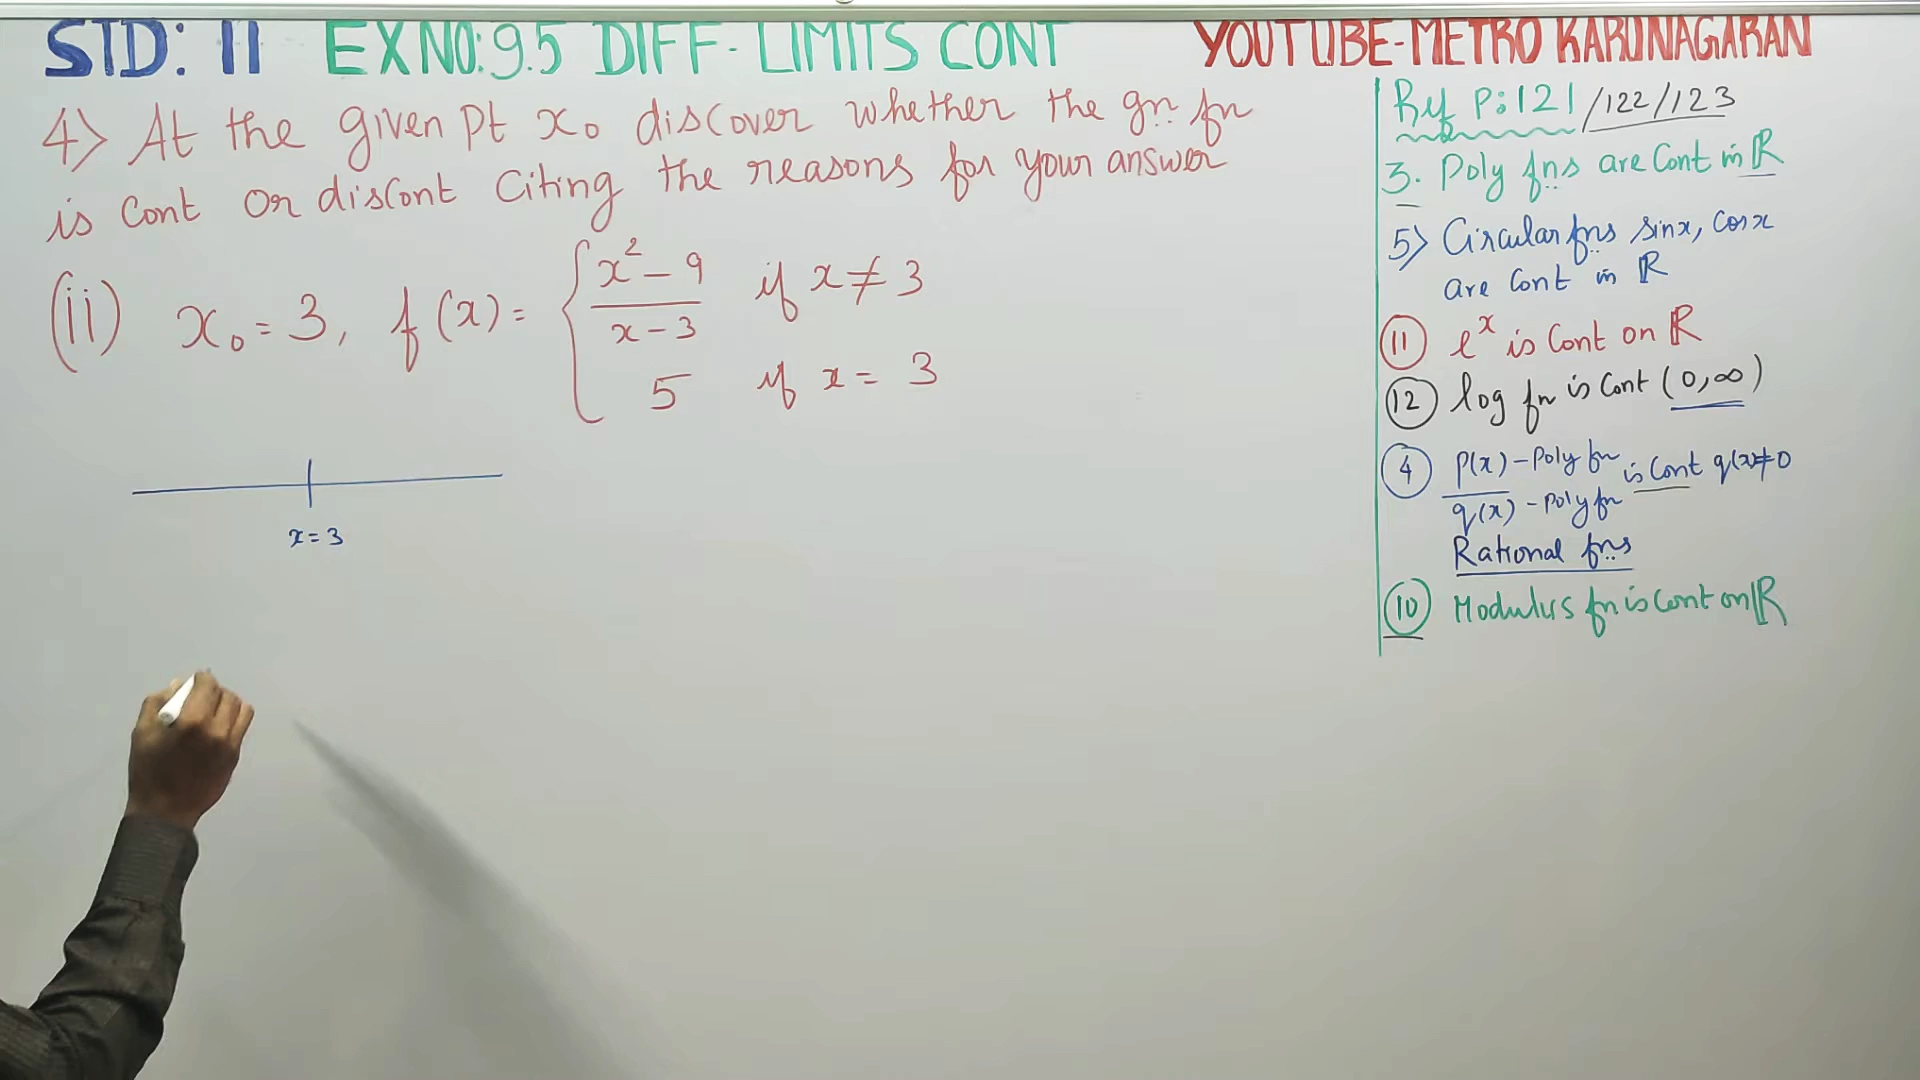 STD: 11 EX NO: 9.5 DIFF- LIMITS CONT YOUTUBE-METRO KARUNAGARAN
4) At the given Pt x₀ discover whether the gn fn
is Cont or discont Citing the reasons for your answer
(ii) x₀ = 3, f(x) = { x² - 9 / x - 3 if x ≠ 3
5 if x = 3
x = 3
Ref P: 121 /122/123
3. Poly fns are Cont in ℝ
5) Circular fns sinx, cosx
are Cont in ℝ
11 e^x is Cont on ℝ
12 log fn is Cont (0,∞)
4 P(x) - Poly fn is Cont q(x)≠0
q(x) - Poly fn
Rational fns
10 Modulus fn is Cont on ℝ